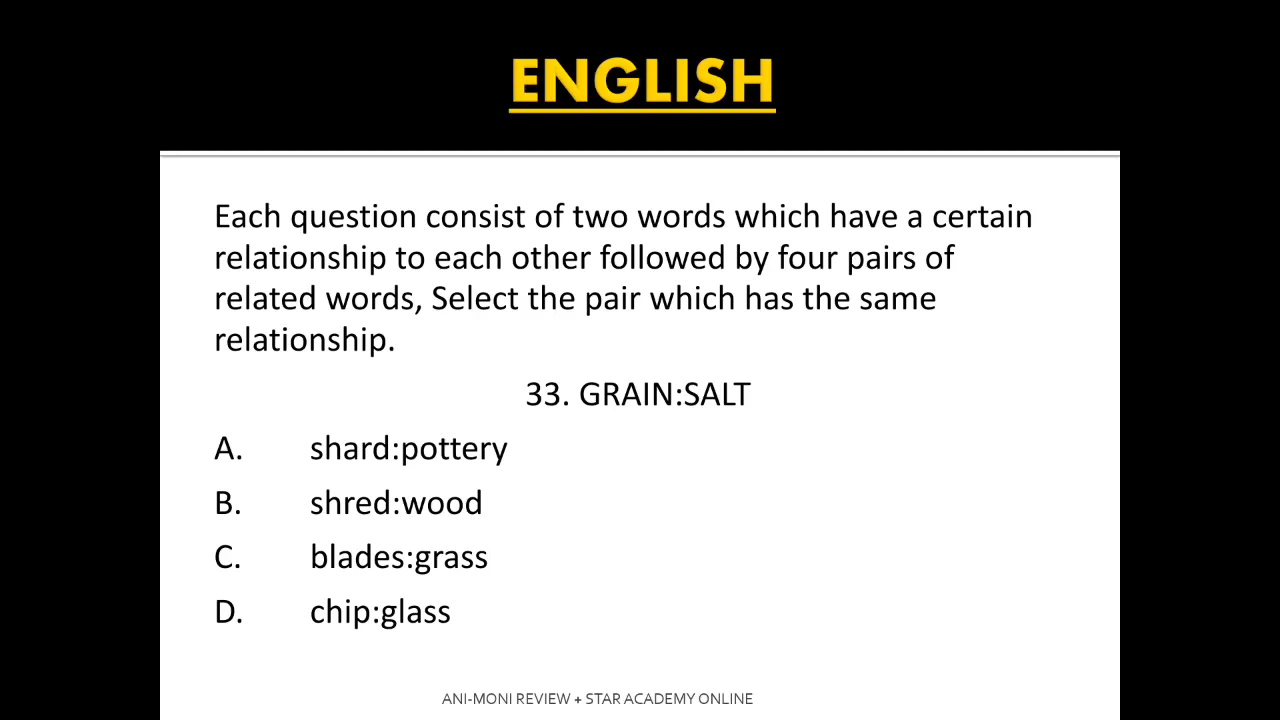 ENGLISH
Each question consist of two words which have a certain
relationship to each other followed by four pairs of
related words, Select the pair which has the same
relationship.
33. GRAIN:SALT
A. shard:pottery
B. shred:wood
C. blades:grass
D. chip:glass
ANI-MONI REVIEW + STAR ACADEMY ONLINE